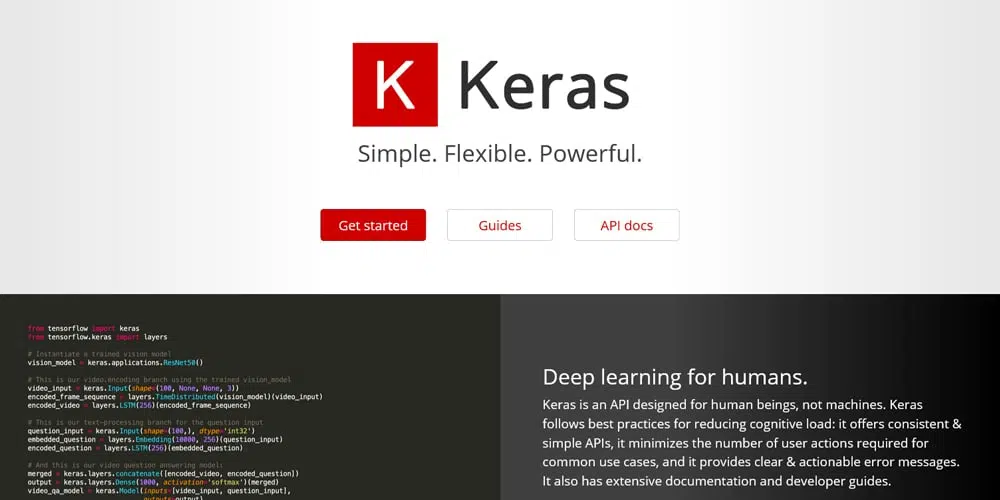 K Keras
Simple. Flexible. Powerful.
Get started Guides API docs
from tensorflow import keras
from tensorflow.keras import layers
# Instantiate a trained vision model
vision_model = keras.applications.ResNet50()
# This is our video.encoding branch using the trained vision_model
video_input = keras.Input(shape=(100, None, None, 3))
encoded_frame_sequence = layers.TimeDistributed(vision_model)(video_input)
encoded_video = layers.LSTM(256)(encoded_frame_sequence)
# This is our text-processing branch for the question input
question_input = keras.Input(shape=(100,), dtype='int32')
embedded_question = layers.Embedding(10000, 256)(question_input)
encoded_question = layers.LSTM(256)(embedded_question)
# And this is our video question answering model:
merged = keras.layers.concatenate([encoded_video, encoded_question])
output = keras.layers.Dense(1000, activation='softmax')(merged)
video_qa_model = keras.Model(inputs=[video_input, question_input],
outputs=output)
Deep learning for humans.
Keras is an API designed for human beings, not machines. Keras
follows best practices for reducing cognitive load: it offers consistent &
simple APIs, it minimizes the number of user actions required for
common use cases, and it provides clear & actionable error messages.
It also has extensive documentation and developer guides.